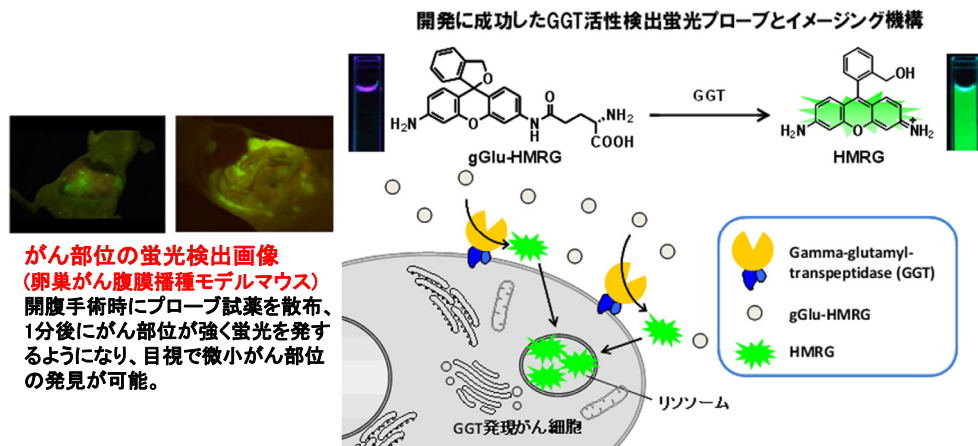 開発に成功したGGT活性検出蛍光プローブとイメージング機構
H₂N
O
O
N
H
O
NH₂
COOH
gGlu-HMRG
GGT
OH
H₂N
O
+
NH₂
HMRG
がん部位の蛍光検出画像
(卵巣がん腹膜播種モデルマウス)
開腹手術時にプローブ試薬を散布、
1分後にがん部位が強く蛍光を発す
るようになり、目視で微小がん部位
の発見が可能。
HMRG
HMRG
リソソーム
GGT発現がん細胞
Gamma-glutamyl-
transpeptidase (GGT)
gGlu-HMRG
HMRG